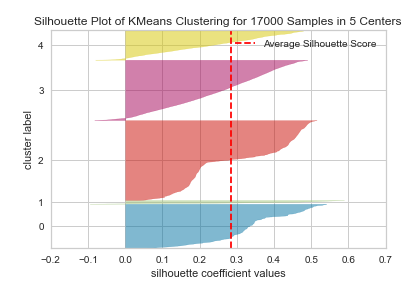 Silhouette Plot of KMeans Clustering for 17000 Samples in 5 Centers
Average Silhouette Score
4
3
2
1
0
cluster label
−0.2 −0.1 0.0 0.1 0.2 0.3 0.4 0.5 0.6 0.7
silhouette coefficient values